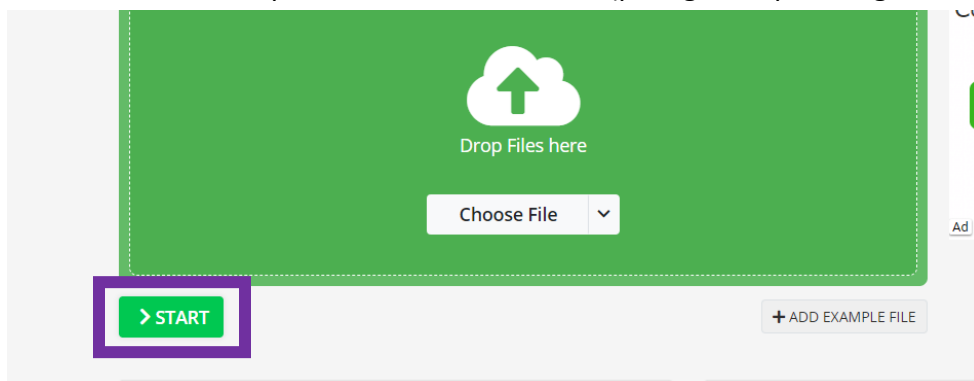 Drop Files here
Choose File
Ad
START
+ ADD EXAMPLE FILE